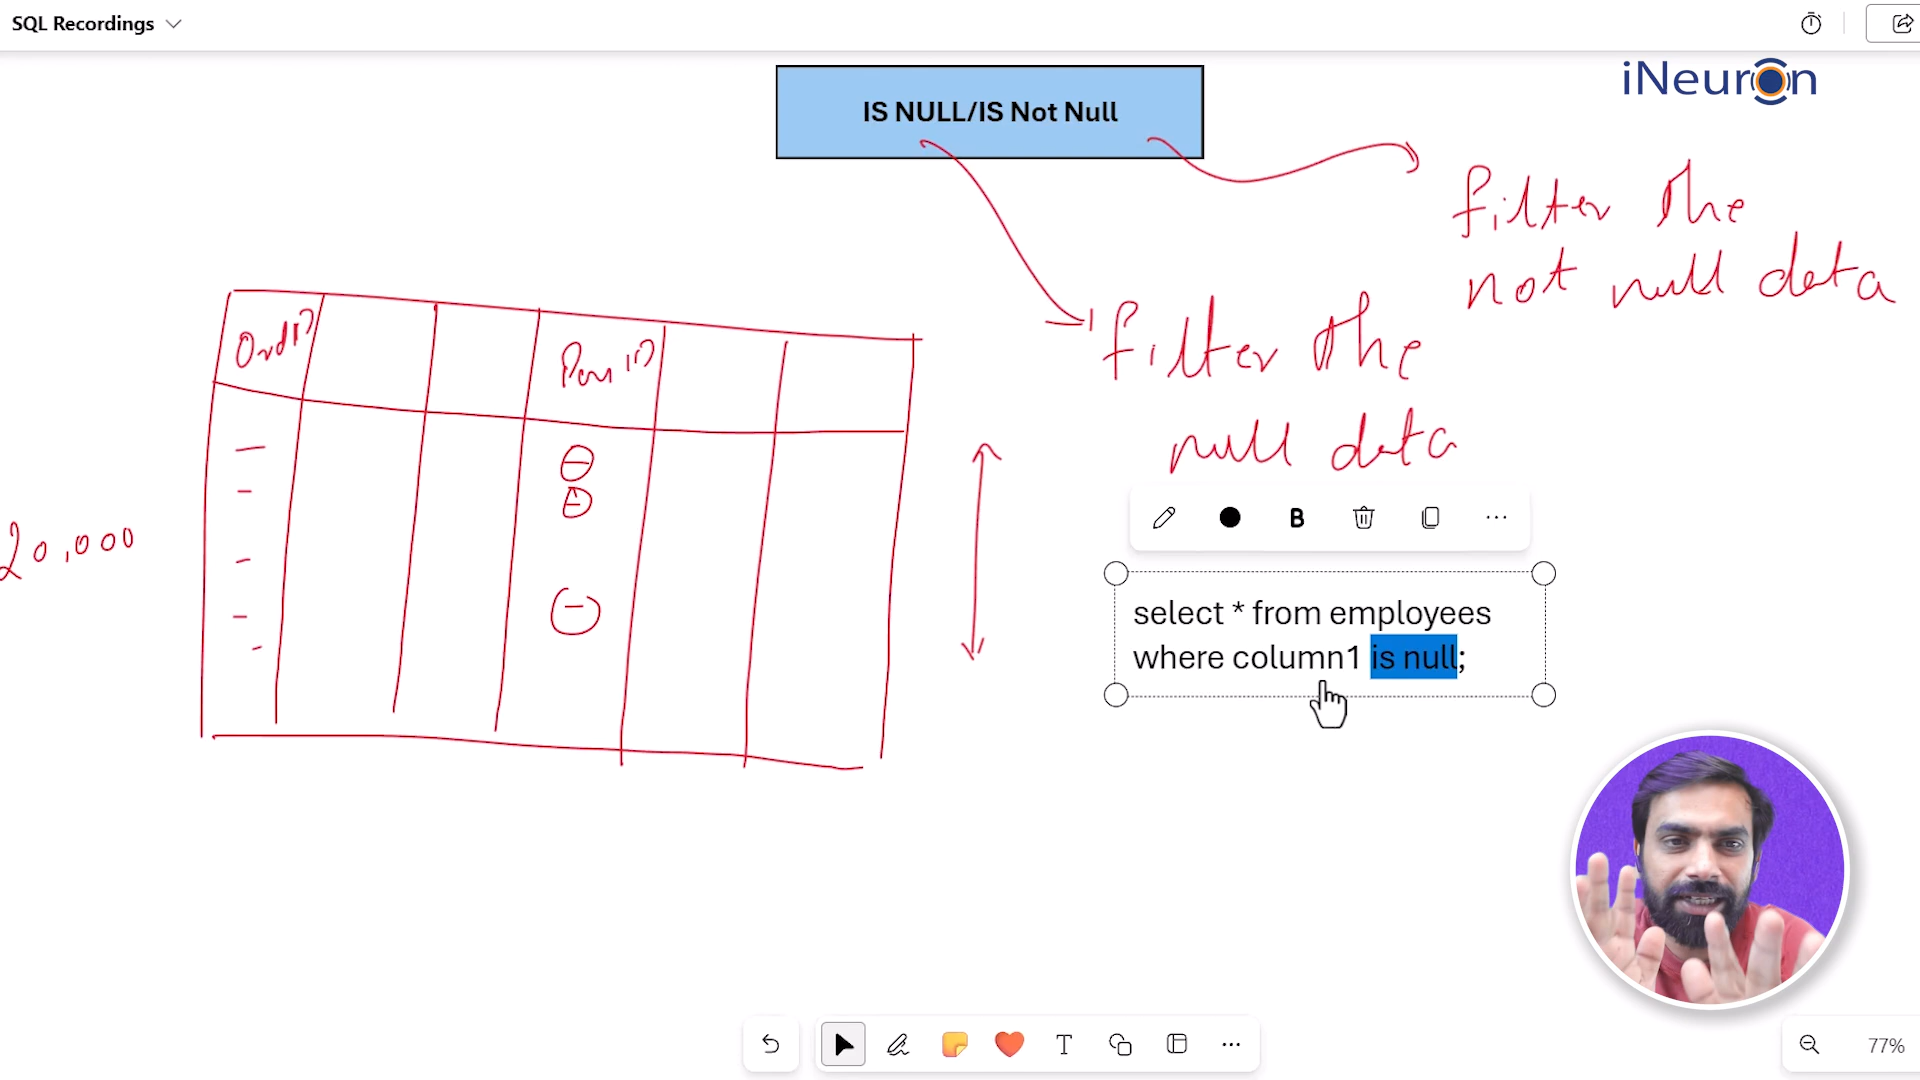 SQL Recordings
iNeuron
IS NULL/IS Not Null
filter the
not null data
filter the
null data
OrdID
20,000
B
select * from employees
where column1 is null;
T
77%